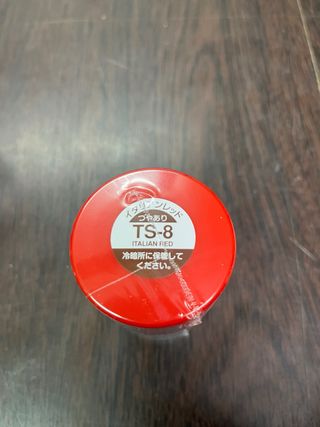 イタリアンレッド
つやあり
TS-8
ITALIAN RED
冷暗所に保管して
ください。